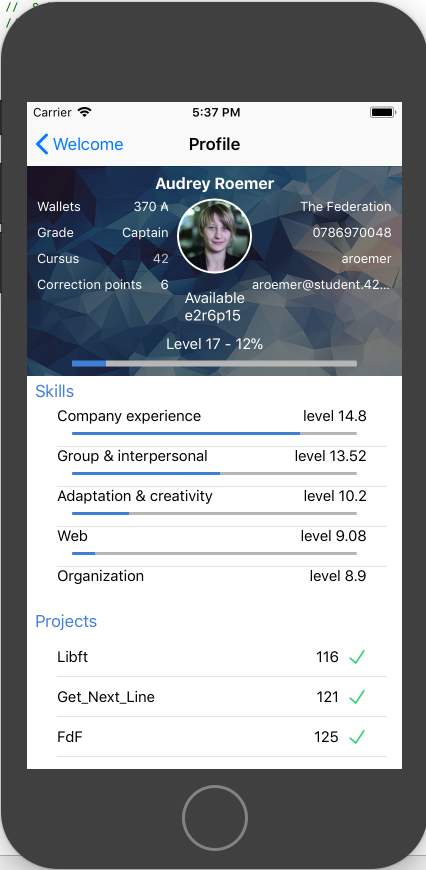 Carrier 5:37 PM
Welcome Profile
Audrey Roemer
Wallets 370 ₳ The Federation
Grade Captain 0786970048
Cursus 42 aroemer
Correction points 6 aroemer@student.42...
Available
e2r6p15
Level 17 - 12%
Skills
Company experience level 14.8
Group & interpersonal level 13.52
Adaptation & creativity level 10.2
Web level 9.08
Organization level 8.9
Projects
Libft 116
Get_Next_Line 121
FdF 125